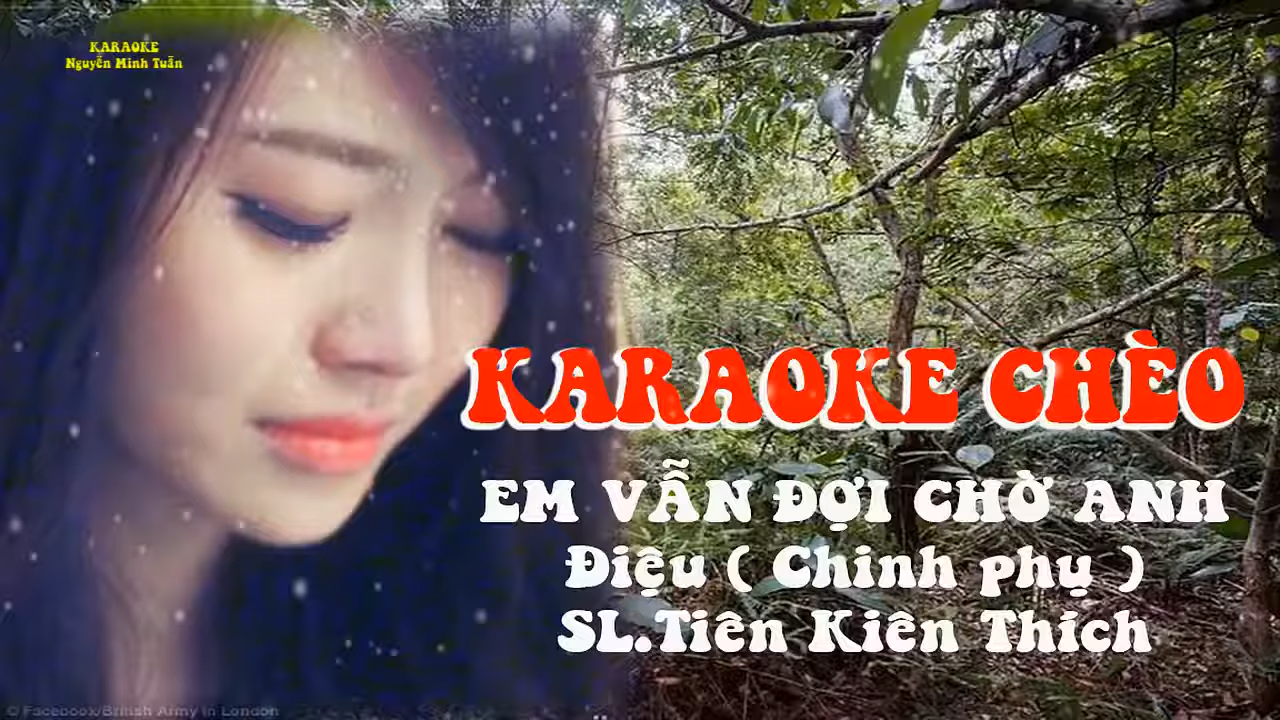 KARAOKE
Nguyễn Minh Tuấn
KARAOKE CHÈO
EM VẪN ĐỢI CHỜ ANH
Điệu ( Chinh phụ )
SL.Tiên Kiên Thích
© Facebook/British Army in London